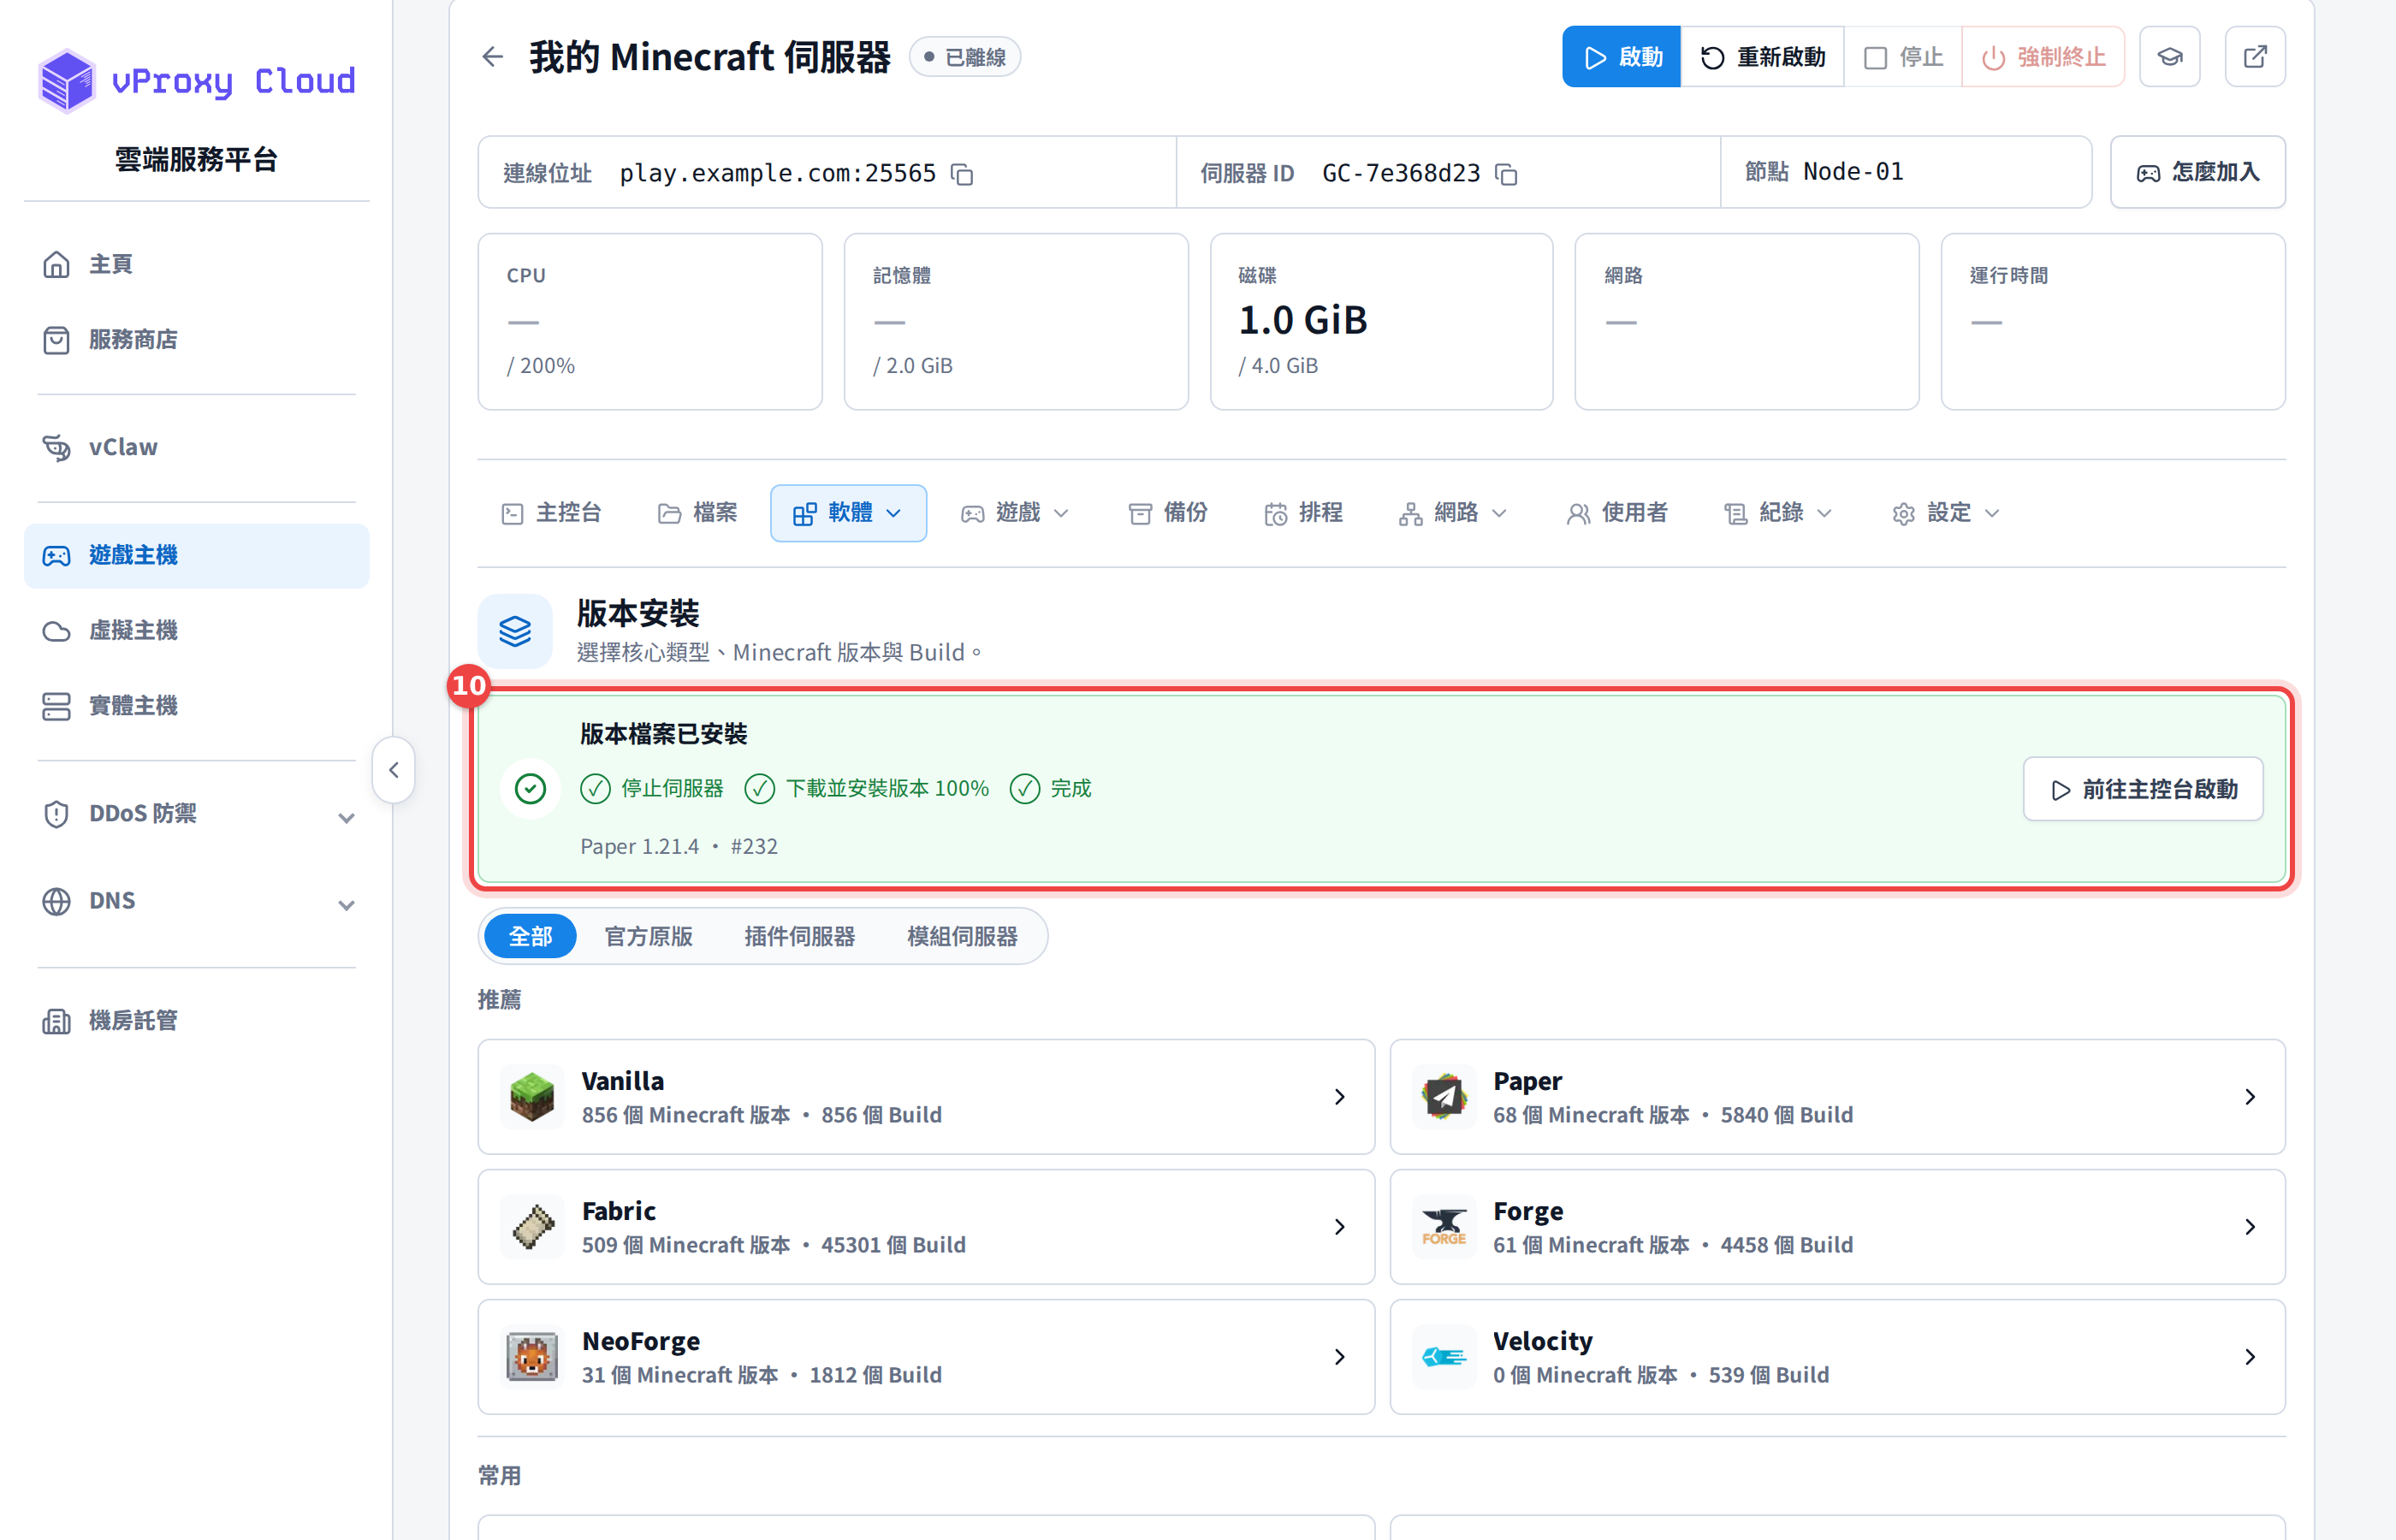 vProxy Cloud
雲端服務平台
主頁
服務商店
vClaw
遊戲主機
虛擬主機
實體主機
DDoS 防禦
DNS
機房託管
我的 Minecraft 伺服器
已離線
啟動
重新啟動
停止
強制終止
連線位址 play.example.com:25565
伺服器 ID GC-7e368d23
節點 Node-01
怎麼加入
CPU
—
/ 200%
記憶體
—
/ 2.0 GiB
磁碟
1.0 GiB
/ 4.0 GiB
網路
—
運行時間
—
主控台
檔案
軟體
遊戲
備份
排程
網路
使用者
紀錄
設定
版本安裝
選擇核心類型、Minecraft 版本與 Build。
10
版本檔案已安裝
停止伺服器 下載並安裝版本 100% 完成
Paper 1.21.4 • #232
前往主控台啟動
全部
官方原版
插件伺服器
模組伺服器
推薦
Vanilla
856 個 Minecraft 版本 • 856 個 Build
Paper
68 個 Minecraft 版本 • 5840 個 Build
Fabric
509 個 Minecraft 版本 • 45301 個 Build
FORGE
Forge
61 個 Minecraft 版本 • 4458 個 Build
NeoForge
31 個 Minecraft 版本 • 1812 個 Build
Velocity
0 個 Minecraft 版本 • 539 個 Build
常用